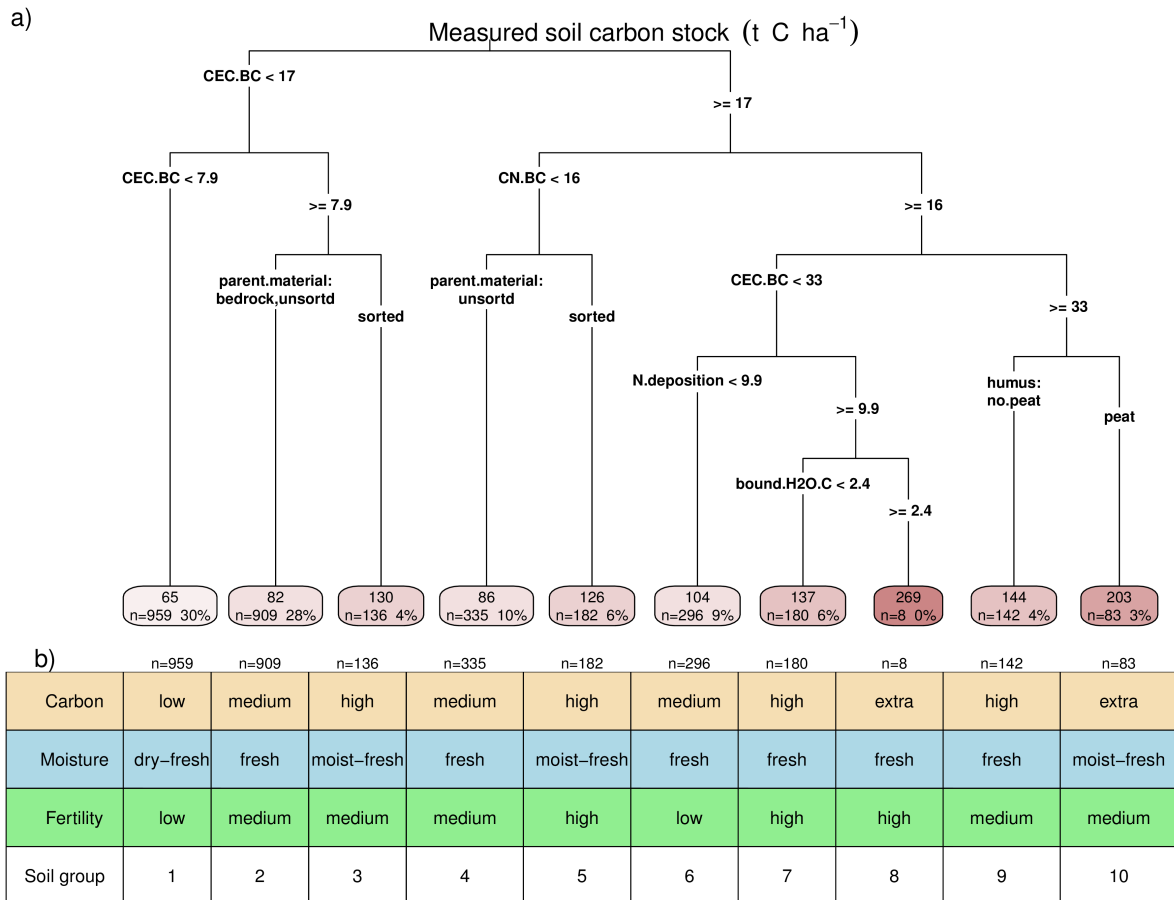 a)
Measured soil carbon stock (t C ha⁻¹)
CEC.BC < 17
>= 17
CEC.BC < 7.9
CN.BC < 16
>= 7.9
>= 16
parent.material:
bedrock,unsortd
parent.material:
unsortd
CEC.BC < 33
sorted
sorted
>= 33
N.deposition < 9.9
humus:
no.peat
>= 9.9
peat
bound.H2O.C < 2.4
>= 2.4
65 82 130 86 126 104 137 269 144 203
n=959 30% n=909 28% n=136 4% n=335 10% n=182 6% n=296 9% n=180 6% n=8 0% n=142 4% n=83 3%
b)
n=959 n=909 n=136 n=335 n=182 n=296 n=180 n=8 n=142 n=83
Carbon low medium high medium high medium high extra high extra
Moisture dry−fresh fresh moist−fresh fresh moist−fresh fresh fresh fresh fresh moist−fresh
Fertility low medium medium medium high low high high medium medium
Soil group 1 2 3 4 5 6 7 8 9 10